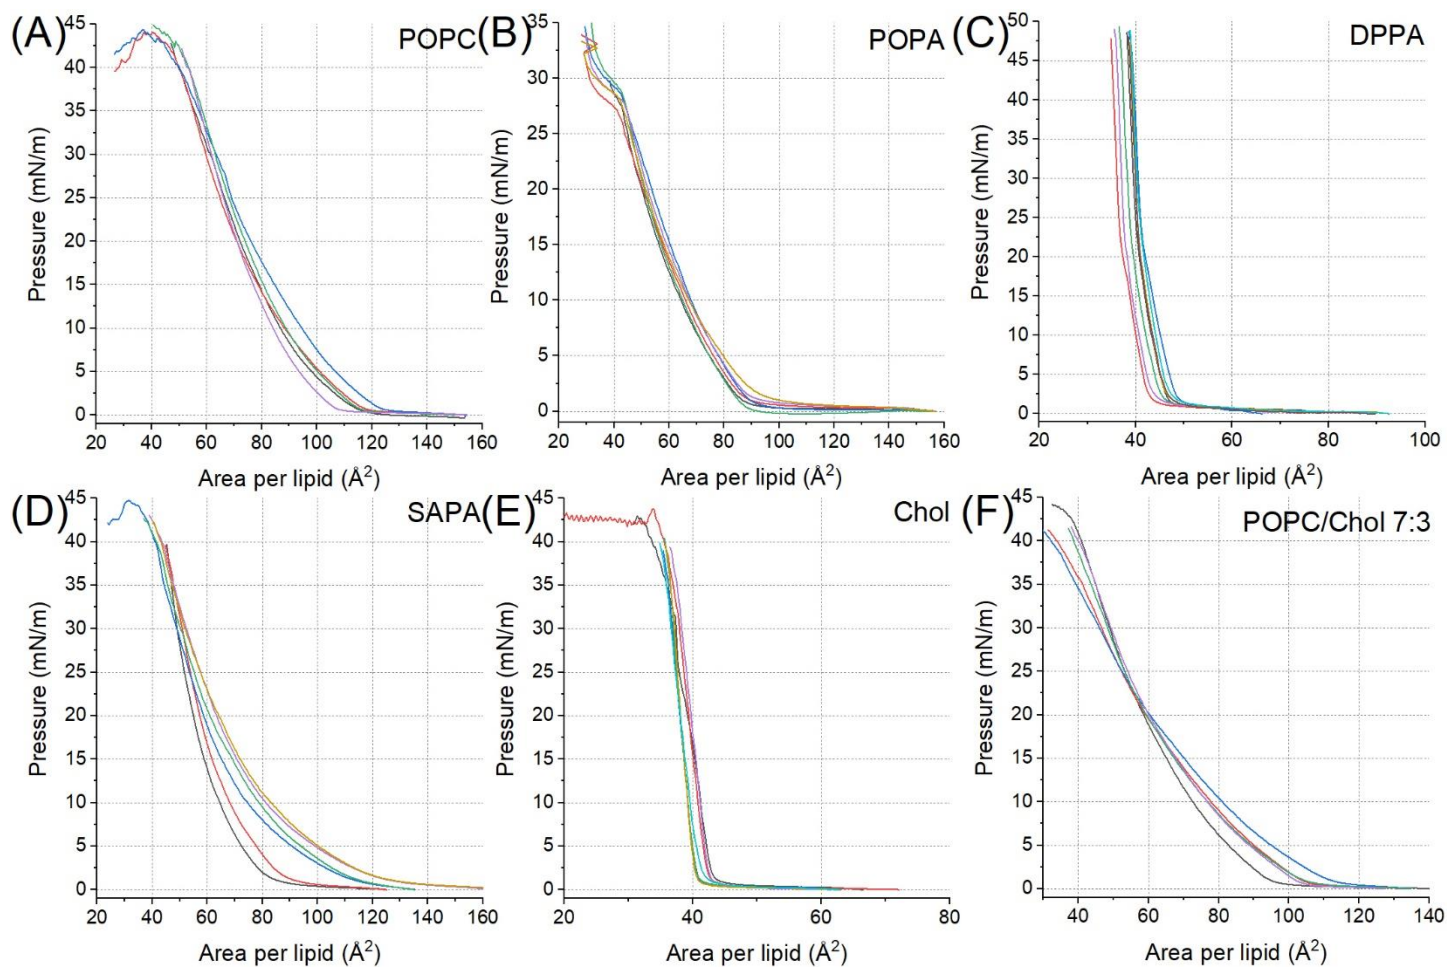 (A)
POPC
45
40
35
30
25
20
15
10
5
0
20 40 60 80 100 120 140 160
Pressure (mN/m)
Area per lipid (Å²)
(B)
POPA
35
30
25
20
15
10
5
0
20 40 60 80 100 120 140 160
Pressure (mN/m)
Area per lipid (Å²)
(C)
DPPA
50
45
40
35
30
25
20
15
10
5
0
20 40 60 80 100
Pressure (mN/m)
Area per lipid (Å²)
(D)
SAPA
45
40
35
30
25
20
15
10
5
0
20 40 60 80 100 120 140 160
Pressure (mN/m)
Area per lipid (Å²)
(E)
Chol
45
40
35
30
25
20
15
10
5
0
20 40 60 80
Pressure (mN/m)
Area per lipid (Å²)
(F)
POPC/Chol 7:3
45
40
35
30
25
20
15
10
5
0
40 60 80 100 120 140
Pressure (mN/m)
Area per lipid (Å²)